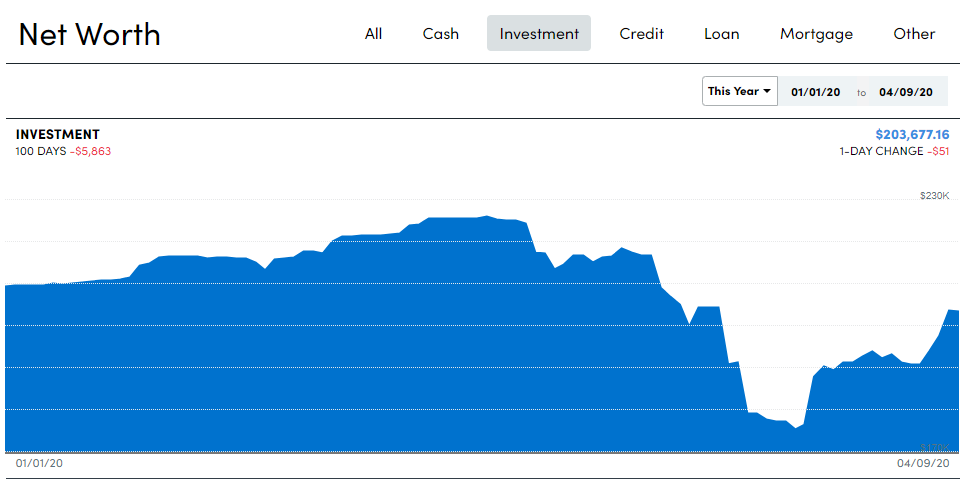 Net Worth All Cash Investment Credit Loan Mortgage Other
This Year 01/01/20 to 04/09/20
INVESTMENT $203,677.16
100 DAYS -$5,863 1-DAY CHANGE -$51
$230K
$170K
01/01/20 04/09/20